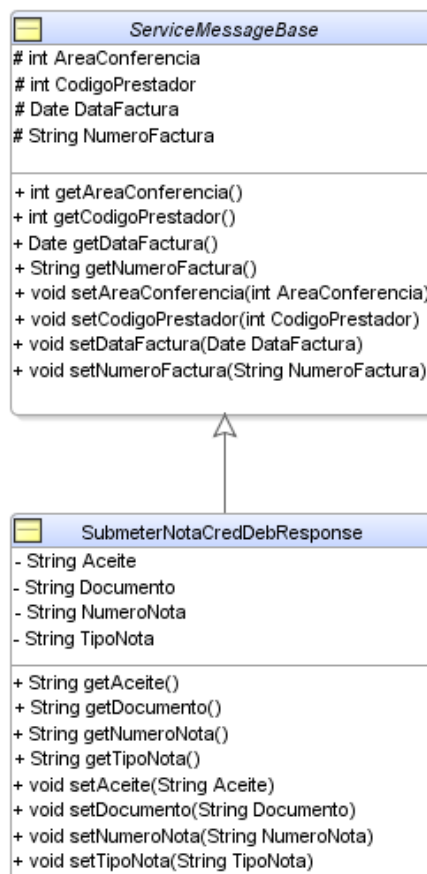 ServiceMessageBase
# int AreaConferencia
# int CodigoPrestador
# Date DataFactura
# String NumeroFactura
+ int getAreaConferencia()
+ int getCodigoPrestador()
+ Date getDataFactura()
+ String getNumeroFactura()
+ void setAreaConferencia(int AreaConferencia)
+ void setCodigoPrestador(int CodigoPrestador)
+ void setDataFactura(Date DataFactura)
+ void setNumeroFactura(String NumeroFactura)
SubmeterNotaCredDebResponse
- String Aceite
- String Documento
- String NumeroNota
- String TipoNota
+ String getAceite()
+ String getDocumento()
+ String getNumeroNota()
+ String getTipoNota()
+ void setAceite(String Aceite)
+ void setDocumento(String Documento)
+ void setNumeroNota(String NumeroNota)
+ void setTipoNota(String TipoNota)